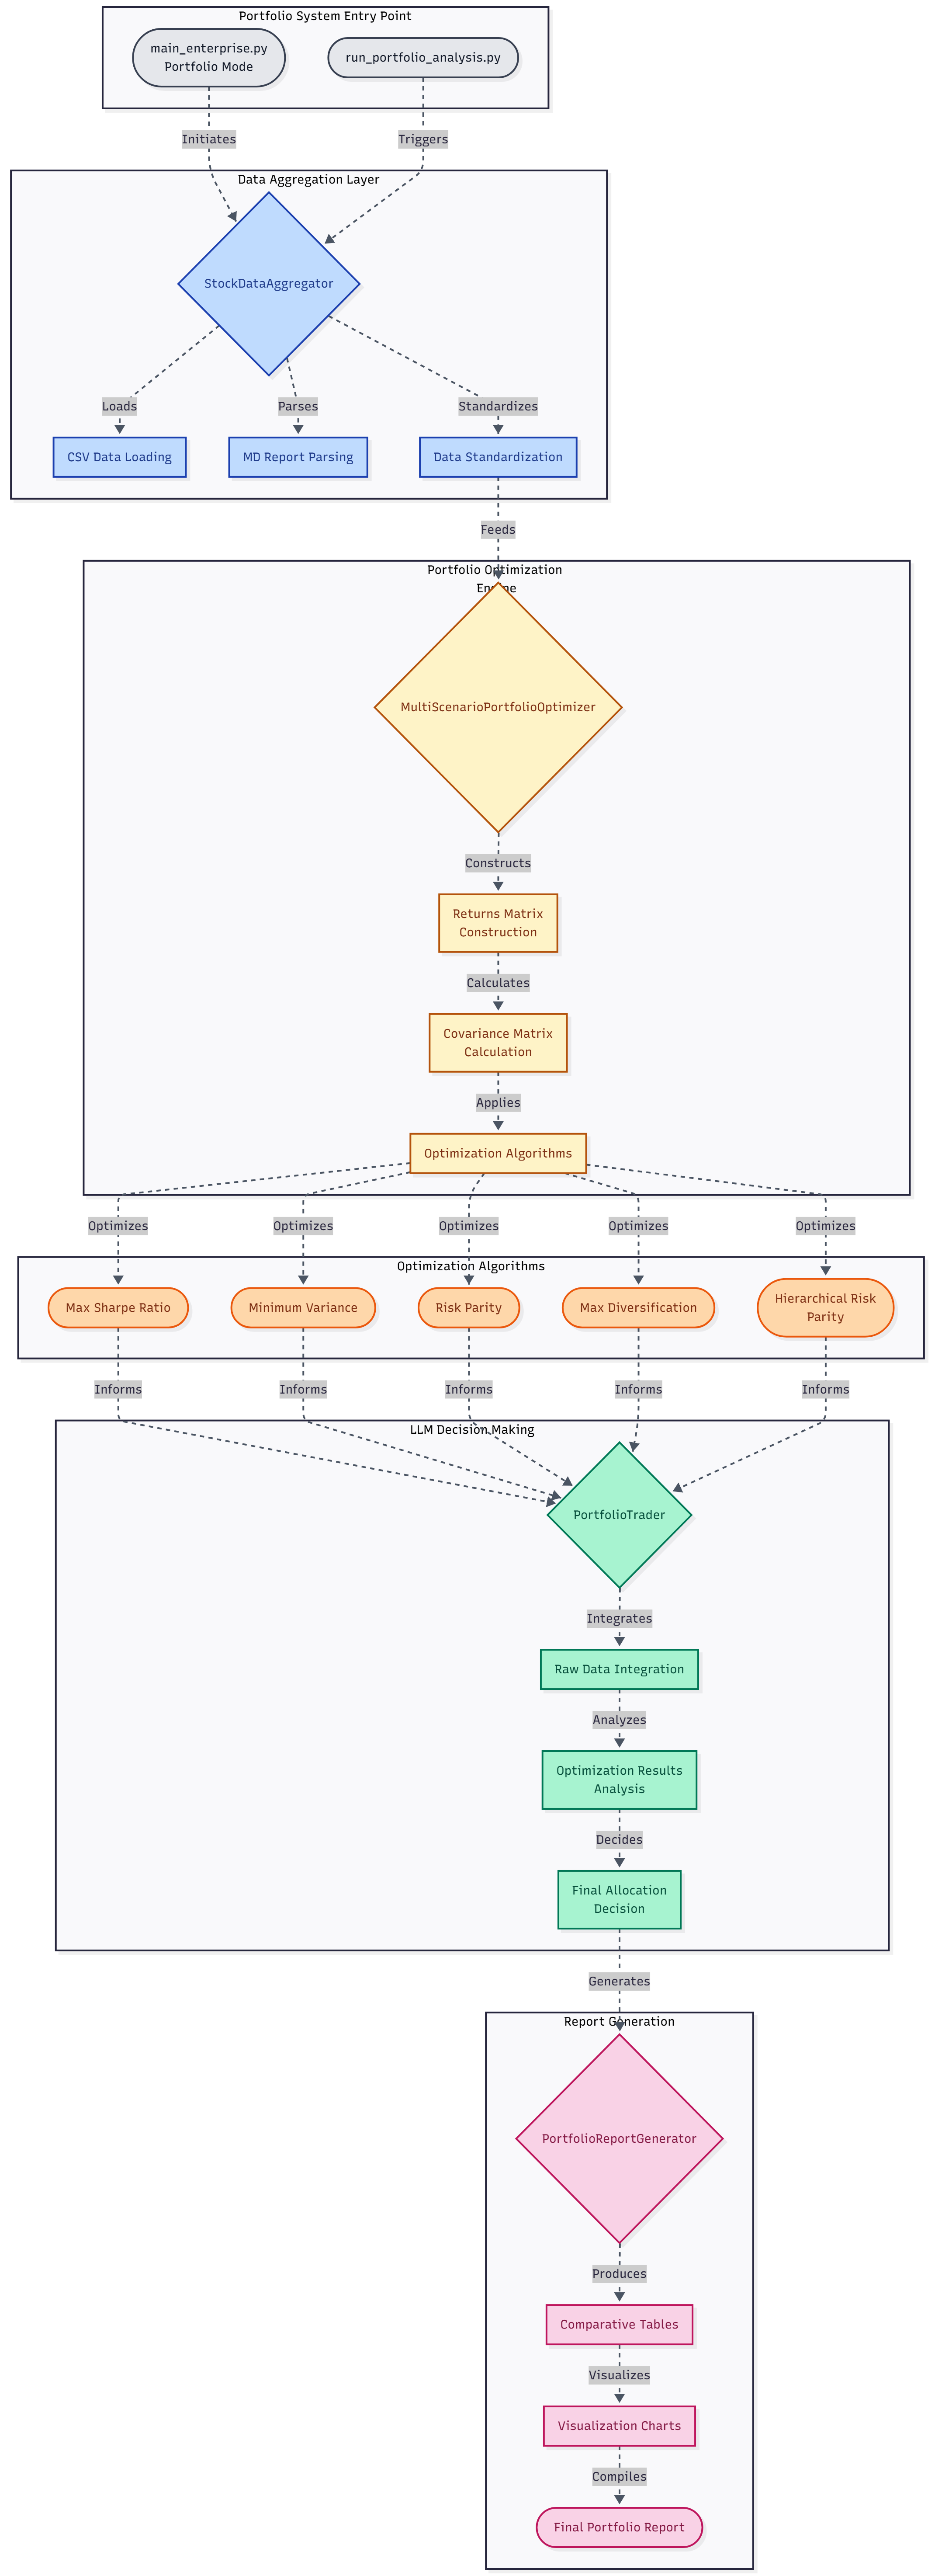 Portfolio System Entry Point
main_enterprise.py
Portfolio Mode
run_portfolio_analysis.py
Initiates
Triggers
Data Aggregation Layer
StockDataAggregator
Loads
Parses
Standardizes
CSV Data Loading
MD Report Parsing
Data Standardization
Feeds
Portfolio Optimization
Engine
MultiScenarioPortfolioOptimizer
Constructs
Returns Matrix
Construction
Calculates
Covariance Matrix
Calculation
Applies
Optimization Algorithms
Optimizes
Optimizes
Optimizes
Optimizes
Optimizes
Optimization Algorithms
Max Sharpe Ratio
Minimum Variance
Risk Parity
Max Diversification
Hierarchical Risk
Parity
Informs
Informs
Informs
Informs
Informs
LLM Decision Making
PortfolioTrader
Integrates
Raw Data Integration
Analyzes
Optimization Results
Analysis
Decides
Final Allocation
Decision
Generates
Report Generation
PortfolioReportGenerator
Produces
Comparative Tables
Visualizes
Visualization Charts
Compiles
Final Portfolio Report